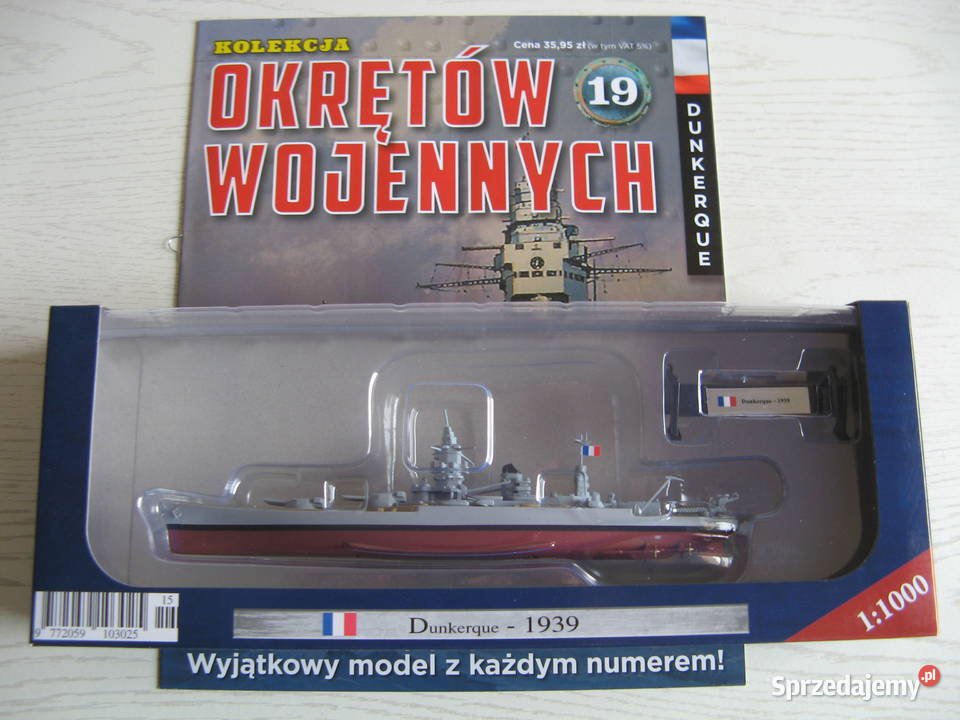 KOLEKCJA
Cena 35,95 zł (w tym VAT 5%)
OKRĘTÓW
19
WOJENNYCH
DUNKERQUE
Dunkerque - 1939
15
9 772059 103025
Dunkerque - 1939
1:1000
Wyjątkowy model z każdym numerem!
Sprzedajemy.pl